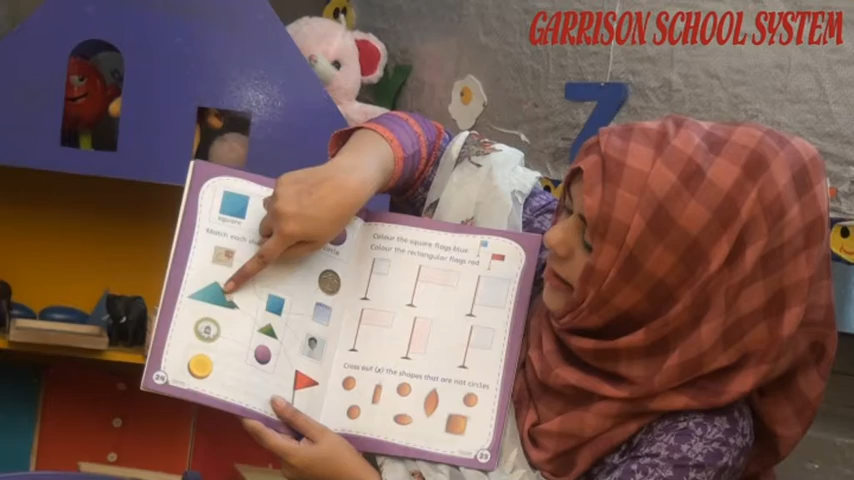 GARRISON SCHOOL SYSTEM
square
Match each
Colour the square flags blue
Colour the rectangular flags red
Cross out (x) the shapes that are not circles
24
25